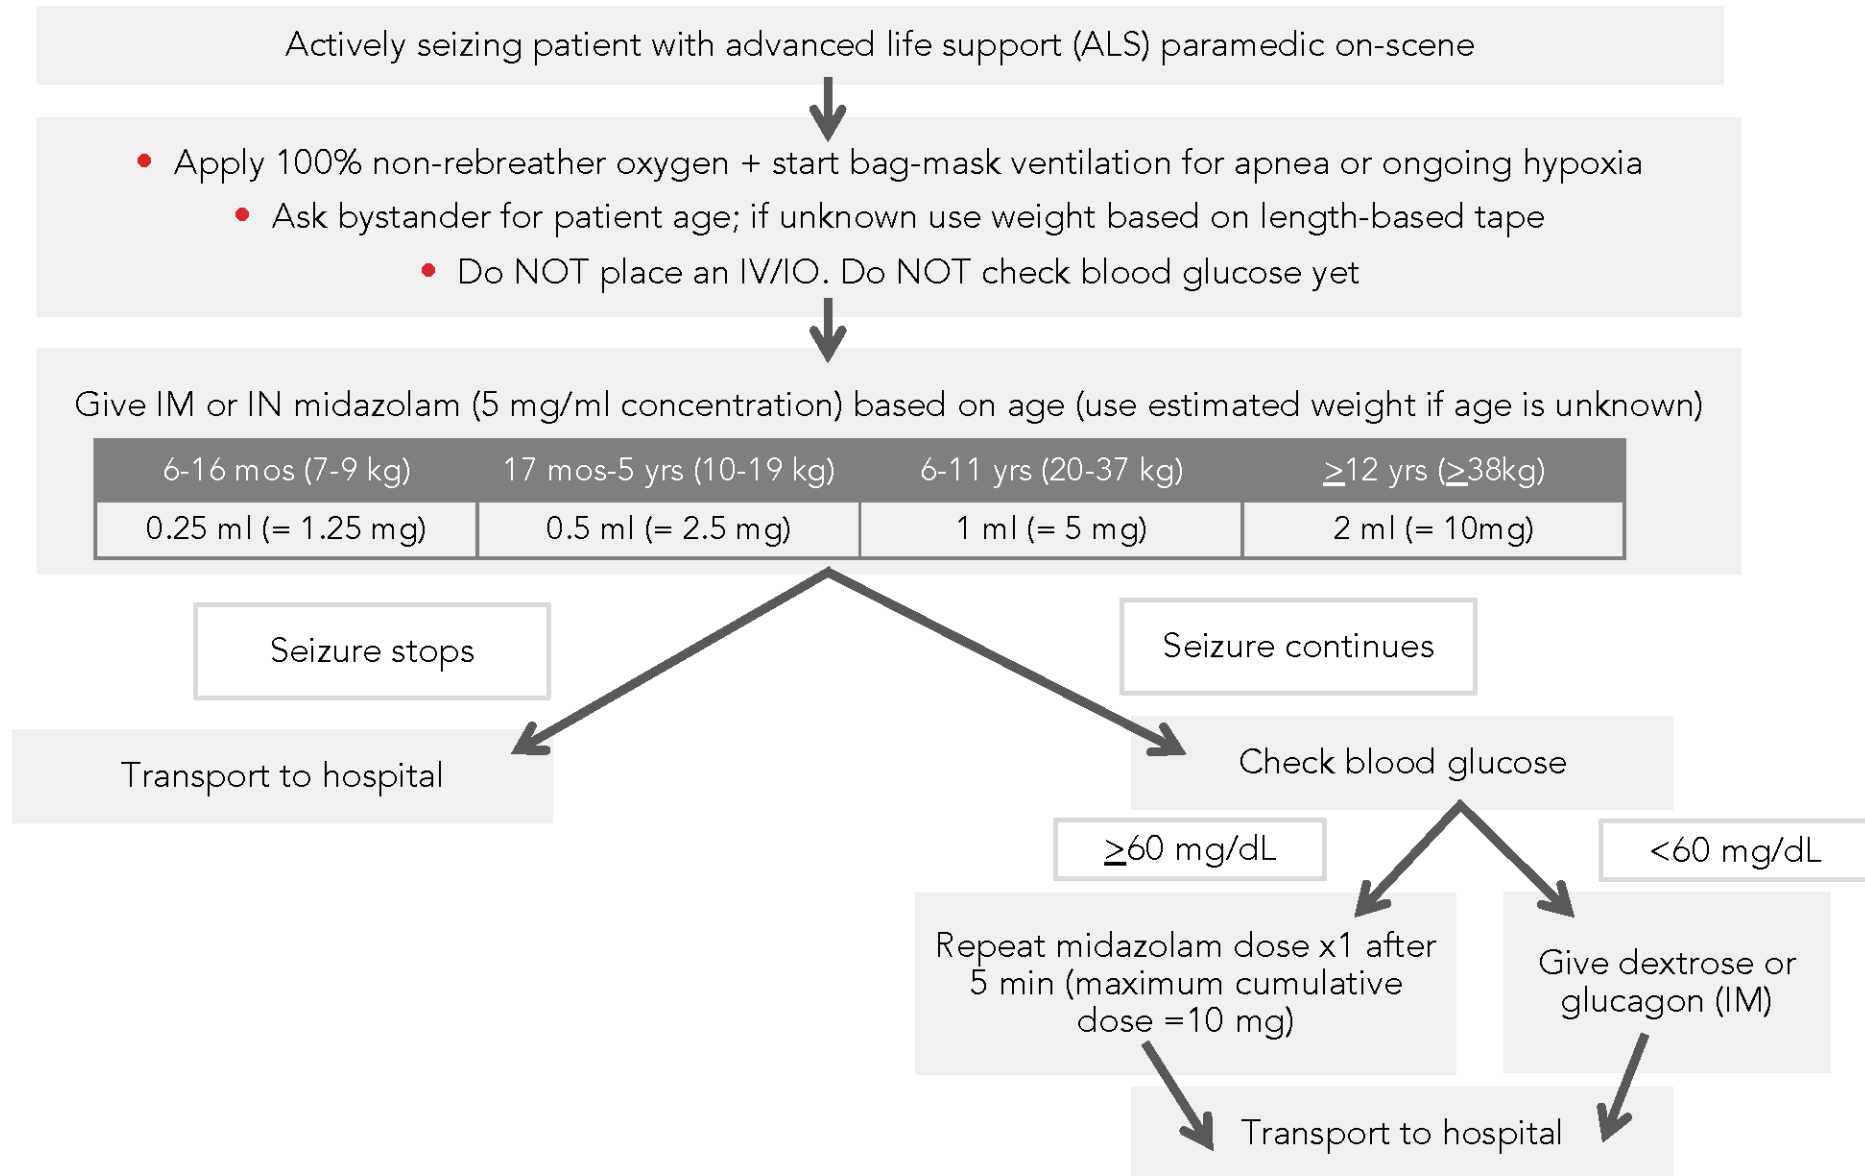 Actively seizing patient with advanced life support (ALS) paramedic on-scene
• Apply 100% non-rebreather oxygen + start bag-mask ventilation for apnea or ongoing hypoxia
• Ask bystander for patient age; if unknown use weight based on length-based tape
• Do NOT place an IV/IO. Do NOT check blood glucose yet
Give IM or IN midazolam (5 mg/ml concentration) based on age (use estimated weight if age is unknown)
6-16 mos (7-9 kg) 17 mos-5 yrs (10-19 kg) 6-11 yrs (20-37 kg) ≥12 yrs (≥38kg)
0.25 ml (= 1.25 mg) 0.5 ml (= 2.5 mg) 1 ml (= 5 mg) 2 ml (= 10mg)
Seizure stops
Transport to hospital
Seizure continues
Check blood glucose
≥60 mg/dL
Repeat midazolam dose x1 after
5 min (maximum cumulative
dose =10 mg)
<60 mg/dL
Give dextrose or
glucagon (IM)
Transport to hospital